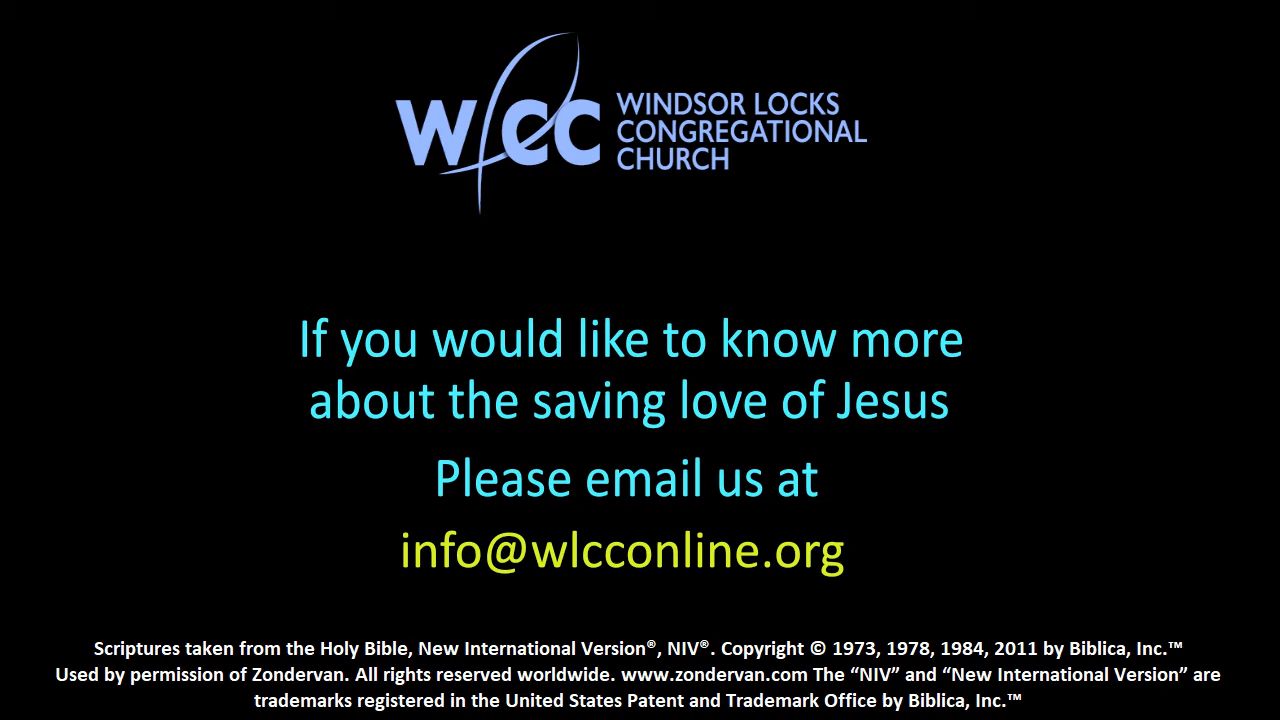 WLCC
WINDSOR LOCKS
CONGREGATIONAL
CHURCH
If you would like to know more
about the saving love of Jesus
Please email us at
info@wlcconline.org
Scriptures taken from the Holy Bible, New International Version®, NIV®. Copyright © 1973, 1978, 1984, 2011 by Biblica, Inc.™
Used by permission of Zondervan. All rights reserved worldwide. www.zondervan.com The “NIV” and “New International Version” are
trademarks registered in the United States Patent and Trademark Office by Biblica, Inc.™